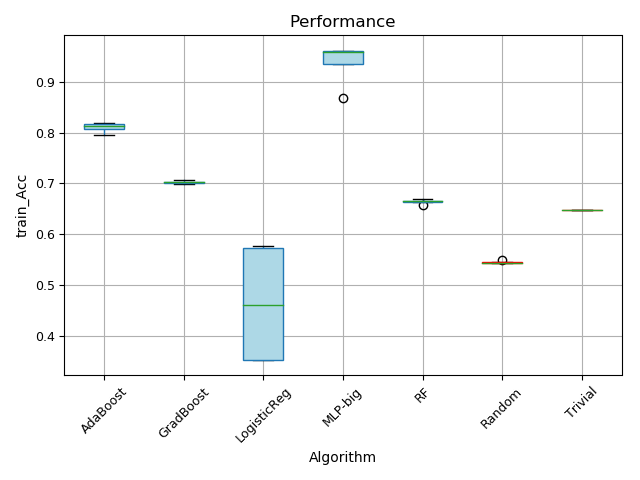 Performance
train_Acc
0.9
0.8
0.7
0.6
0.5
0.4
AdaBoost
GradBoost
LogisticReg
MLP-big
RF
Random
Trivial
Algorithm